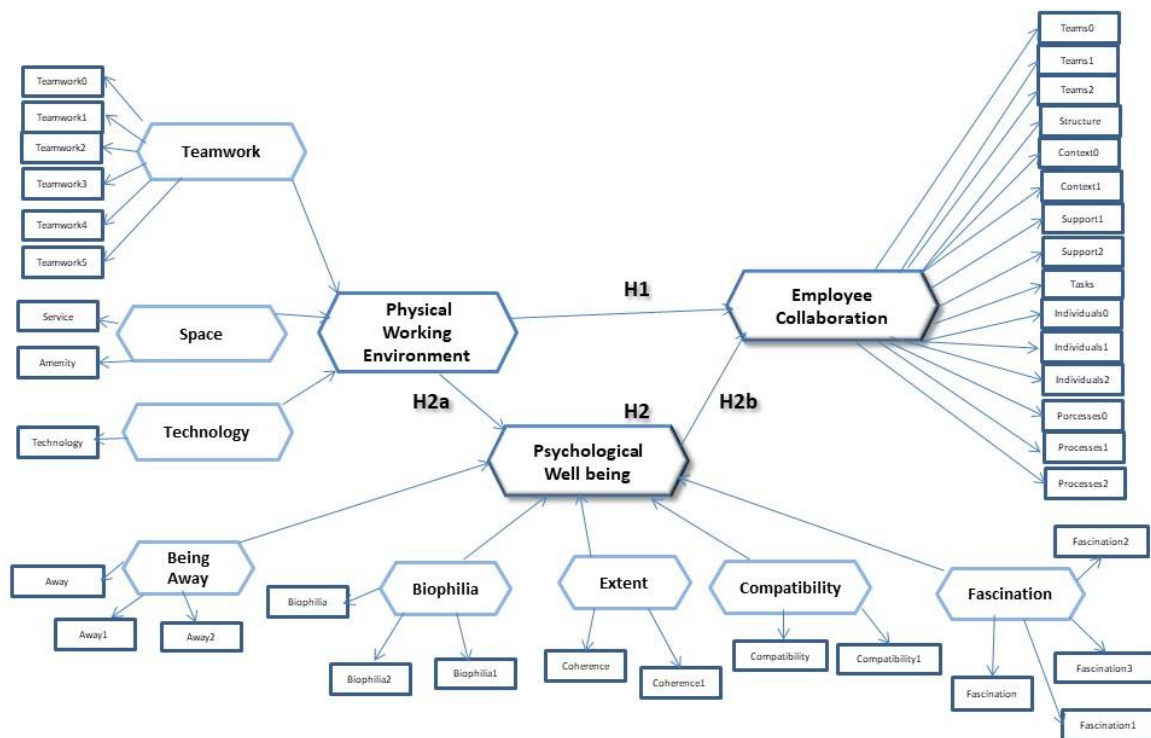 Teams0
Teams1
Teams2
Structure
Context0
Context1
Support1
Support2
Tasks
Individuals0
Individuals1
Individuals2
Porcesses0
Processes1
Processes2
Teamwork0
Teamwork1
Teamwork2
Teamwork3
Teamwork4
Teamwork5
Teamwork
Service
Amenity
Space
Technology
Technology
Physical
Working
Environment
H1
Employee
Collaboration
H2a
H2
H2b
Psychological
Well being
Being
Away
Away
Away1
Away2
Biophilia
Biophilia
Biophilia2
Biophilia1
Extent
Coherence
Coherence1
Compatibility
Compatibility
Compatibility1
Fascination
Fascination2
Fascination3
Fascination
Fascination1